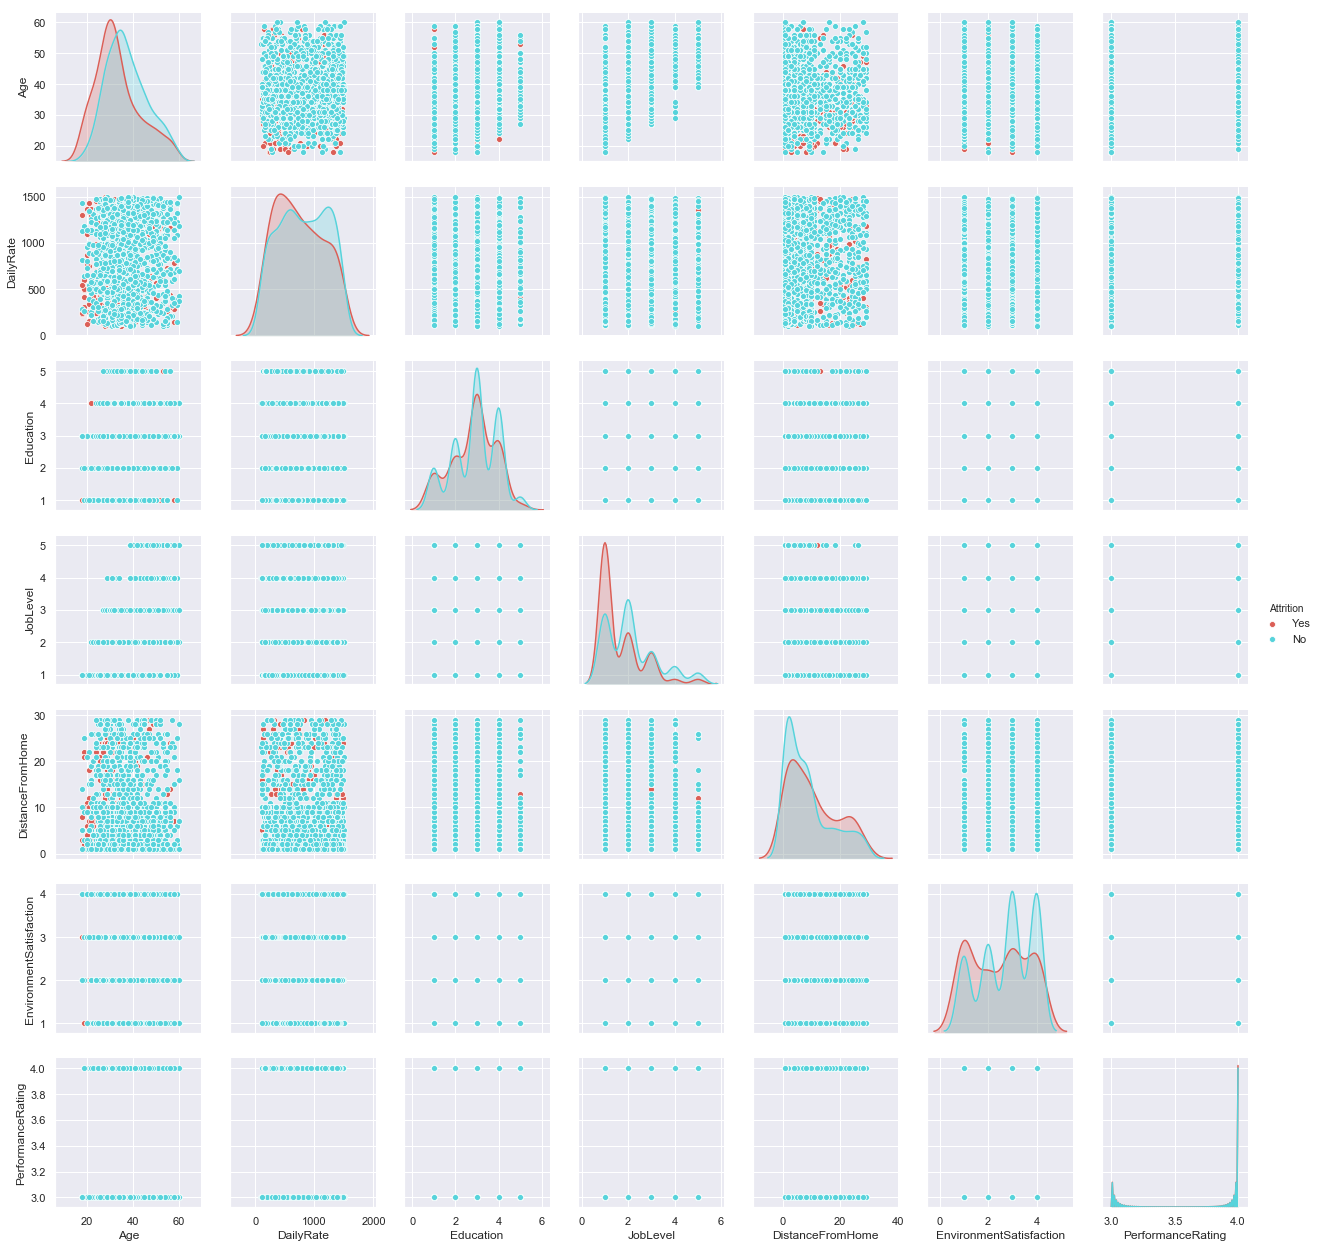 60
50
40
30
20
Age
1500
1000
500
0
DailyRate
5
4
3
2
1
Education
5
4
3
2
1
JobLevel
Attrition
Yes
No
30
20
10
0
DistanceFromHome
4
3
2
1
EnvironmentSatisfaction
4.0
3.8
3.6
3.4
3.2
3.0
PerformanceRating
20 40 60 0 1000 2000 0 2 4 6 0 2 4 6 0 20 40 0 2 4 3.0 3.5 4.0
Age DailyRate Education JobLevel DistanceFromHome EnvironmentSatisfaction PerformanceRating